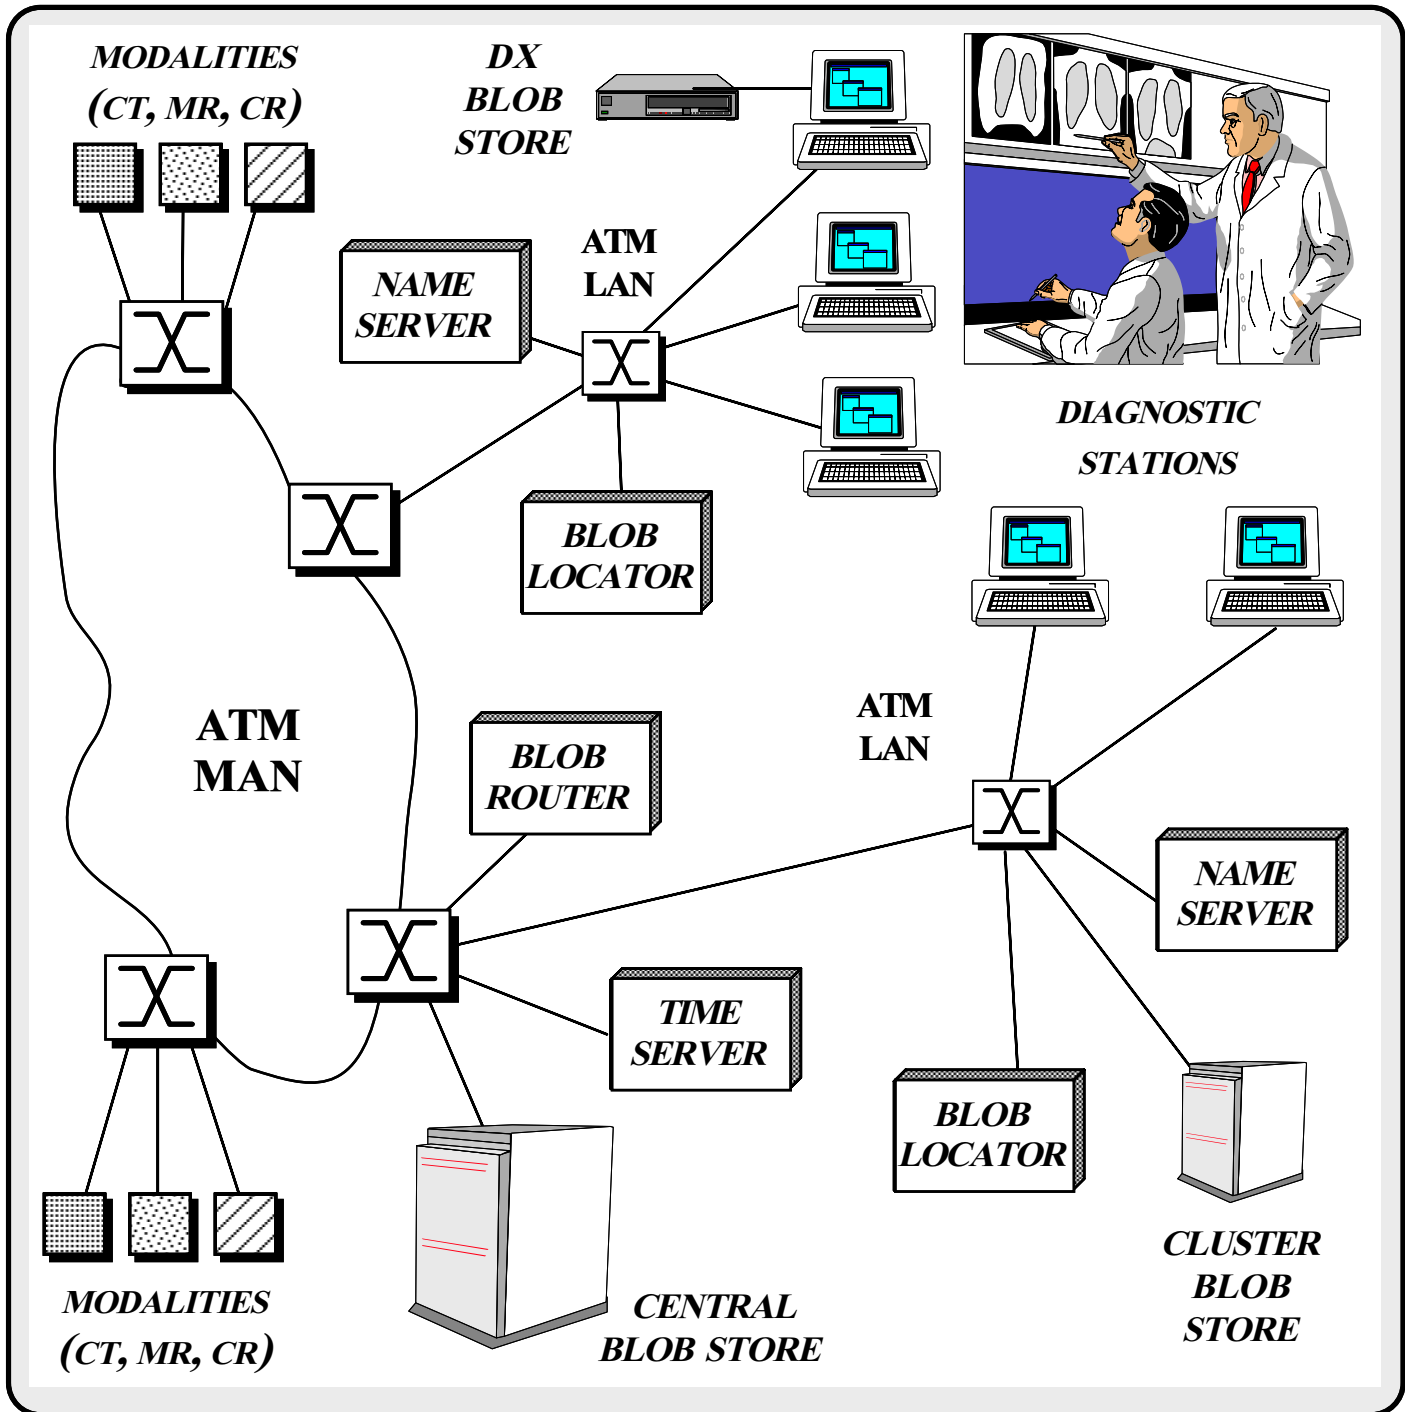 MODALITIES
(CT, MR, CR)
DX
BLOB
STORE
NAME
SERVER
ATM
LAN
DIAGNOSTIC
STATIONS
BLOB
LOCATOR
ATM
MAN
BLOB
ROUTER
ATM
LAN
NAME
SERVER
TIME
SERVER
BLOB
LOCATOR
CLUSTER
BLOB
STORE
MODALITIES
(CT, MR, CR)
CENTRAL
BLOB STORE